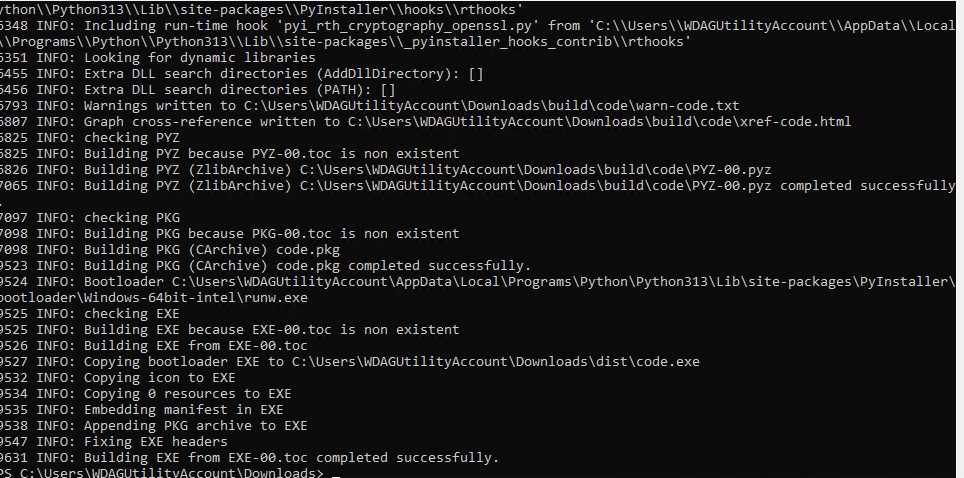 ython\\Python313\\Lib\\site-packages\\PyInstaller\\hooks\\rthooks'
6348 INFO: Including run-time hook 'pyi_rth_cryptography_openssl.py' from 'C:\\Users\\WDAGUtilityAccount\\AppData\\Local
\\Programs\\Python\\Python313\\Lib\\site-packages\\_pyinstaller_hooks_contrib\\rthooks'
6351 INFO: Looking for dynamic libraries
6455 INFO: Extra DLL search directories (AddDllDirectory): []
6456 INFO: Extra DLL search directories (PATH): []
6793 INFO: Warnings written to C:\Users\WDAGUtilityAccount\Downloads\build\code\warn-code.txt
6807 INFO: Graph cross-reference written to C:\Users\WDAGUtilityAccount\Downloads\build\code\xref-code.html
6825 INFO: checking PYZ
6825 INFO: Building PYZ because PYZ-00.toc is non existent
6826 INFO: Building PYZ (ZlibArchive) C:\Users\WDAGUtilityAccount\Downloads\build\code\PYZ-00.pyz
7065 INFO: Building PYZ (ZlibArchive) C:\Users\WDAGUtilityAccount\Downloads\build\code\PYZ-00.pyz completed successfully
.
7097 INFO: checking PKG
7098 INFO: Building PKG because PKG-00.toc is non existent
7098 INFO: Building PKG (CArchive) code.pkg
9523 INFO: Building PKG (CArchive) code.pkg completed successfully.
9524 INFO: Bootloader C:\Users\WDAGUtilityAccount\AppData\Local\Programs\Python\Python313\Lib\site-packages\PyInstaller\
bootloader\Windows-64bit-intel\runw.exe
9525 INFO: checking EXE
9525 INFO: Building EXE because EXE-00.toc is non existent
9526 INFO: Building EXE from EXE-00.toc
9527 INFO: Copying bootloader EXE to C:\Users\WDAGUtilityAccount\Downloads\dist\code.exe
9532 INFO: Copying icon to EXE
9534 INFO: Copying 0 resources to EXE
9535 INFO: Embedding manifest in EXE
9538 INFO: Appending PKG archive to EXE
9547 INFO: Fixing EXE headers
9631 INFO: Building EXE from EXE-00.toc completed successfully.
PS C:\Users\WDAGUtilityAccount\Downloads> _